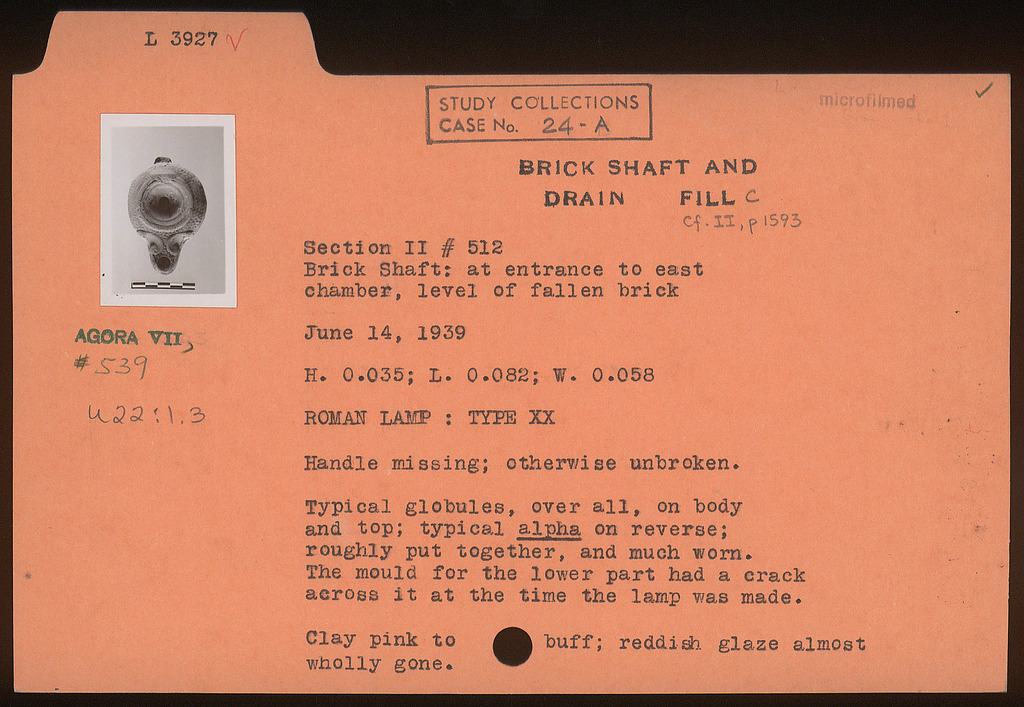 L 3927 √
STUDY COLLECTIONS
CASE No. 24-A
microfilmed
BRICK SHAFT AND
DRAIN FILL C
Cf. II, p 1593
Section II # 512
Brick Shaft: at entrance to east
chamber, level of fallen brick
AGORA VII,
# 539
June 14, 1939
H. 0.035; L. 0.082; W. 0.058
U22:1.3
ROMAN LAMP : TYPE XX
Handle missing; otherwise unbroken.
Typical globules, over all, on body
and top; typical alpha on reverse;
roughly put together, and much worn.
The mould for the lower part had a crack
across it at the time the lamp was made.
Clay pink to buff; reddish glaze almost
wholly gone.